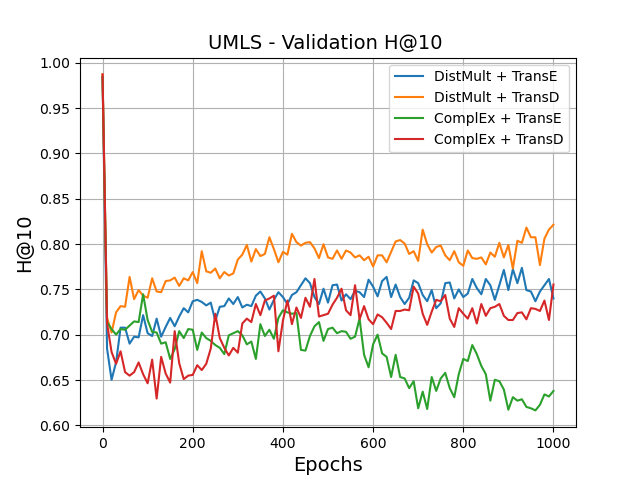 UMLS - Validation H@10
DistMult + TransE
DistMult + TransD
ComplEx + TransE
ComplEx + TransD
H@10
1.00
0.95
0.90
0.85
0.80
0.75
0.70
0.65
0.60
0
200
400
600
800
1000
Epochs